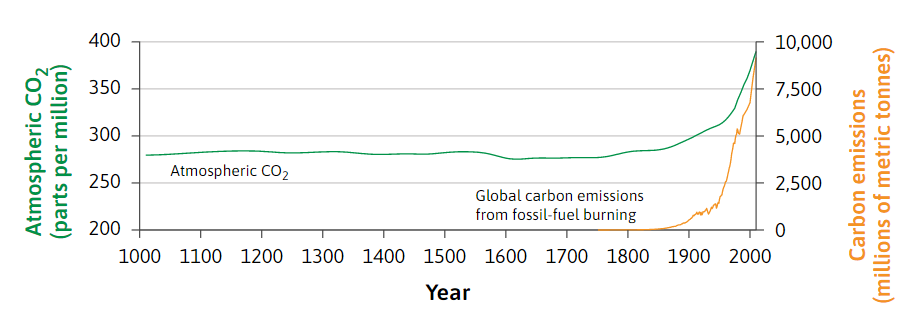 Atmospheric CO₂
(parts per million)
400
350
300
250
200
Atmospheric CO₂
Global carbon emissions
from fossil-fuel burning
10,000
7,500
5,000
2,500
0
Carbon emissions
(millions of metric tonnes)
1000 1100 1200 1300 1400 1500 1600 1700 1800 1900 2000
Year